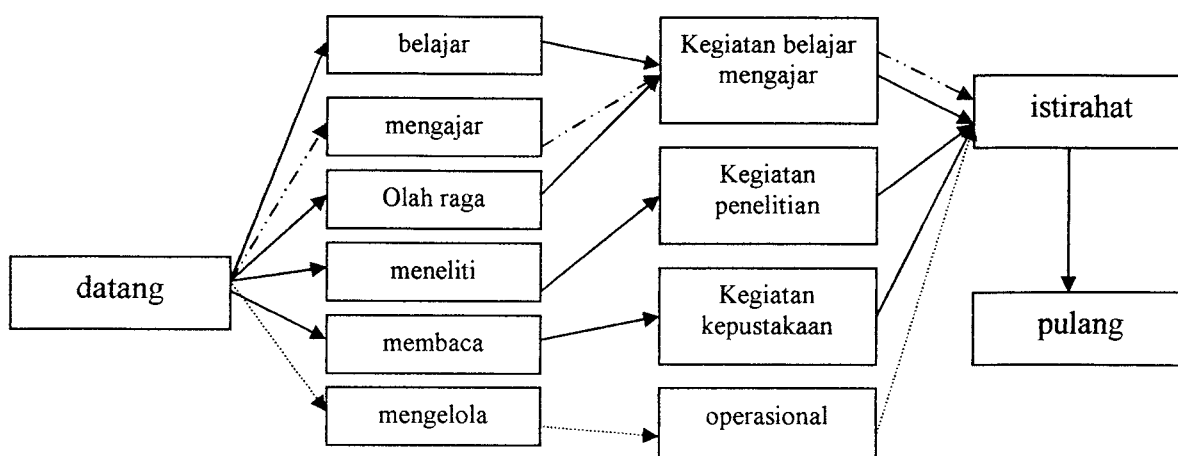 datang
belajar
mengajar
Olah raga
meneliti
membaca
mengelola
Kegiatan belajar
mengajar
Kegiatan
penelitian
Kegiatan
kepustakaan
operasional
istirahat
pulang